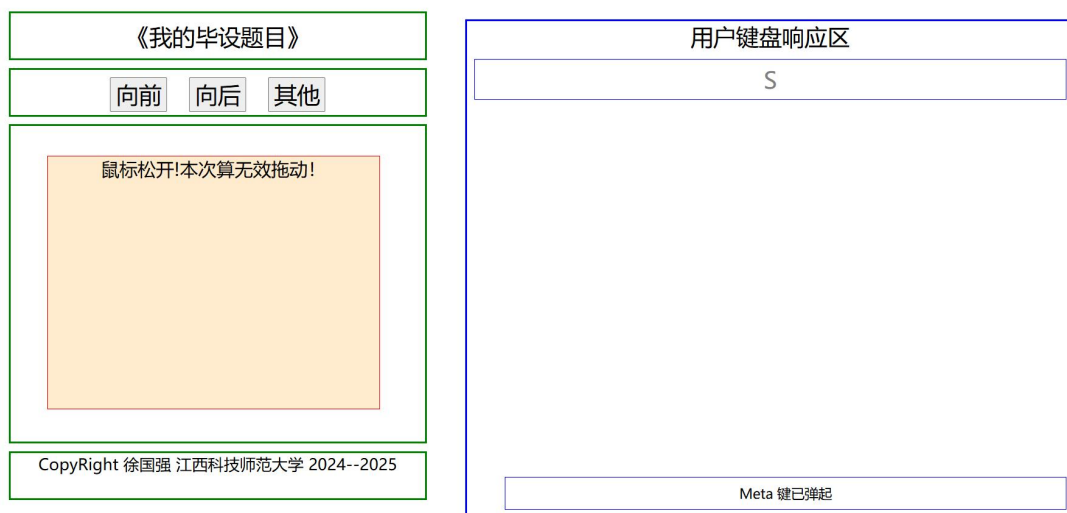 《我的毕设题目》
向前 向后 其他
鼠标松开!本次算无效拖动!
CopyRight 徐国强 江西科技师范大学 2024--2025
用户键盘响应区
S
Meta 键已弹起